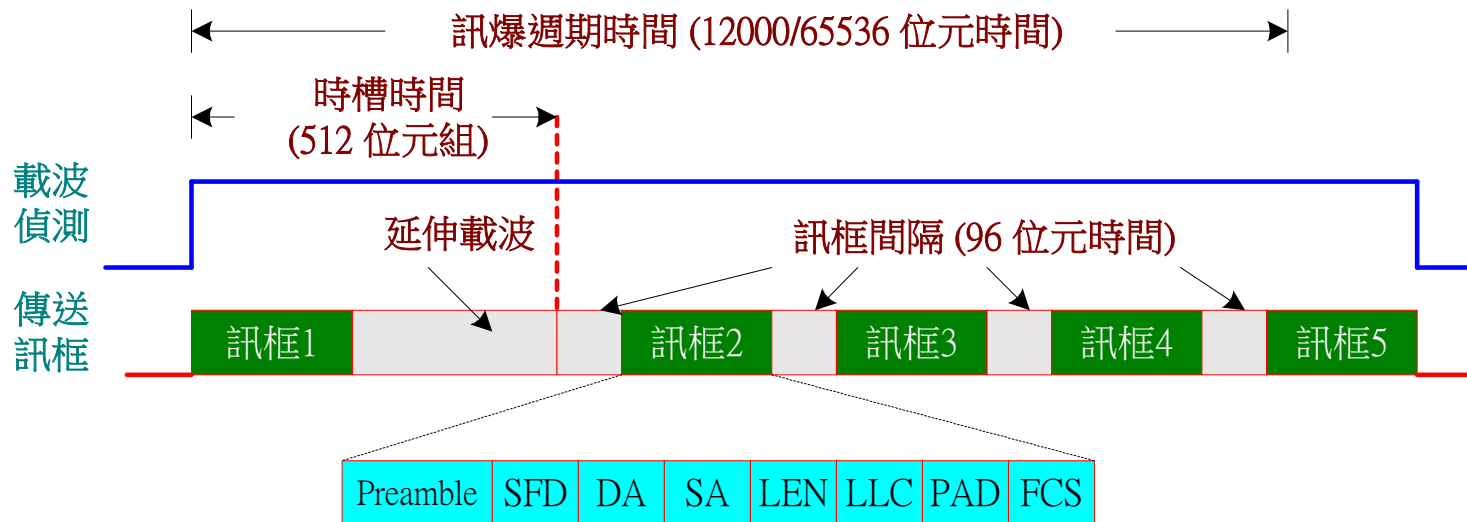 訊爆週期時間 (12000/65536 位元時間)
時槽時間
(512 位元組)
載波
偵測
延伸載波
訊框間隔 (96 位元時間)
傳送
訊框
訊框1
訊框2
訊框3
訊框4
訊框5
Preamble SFD DA SA LEN LLC PAD FCS